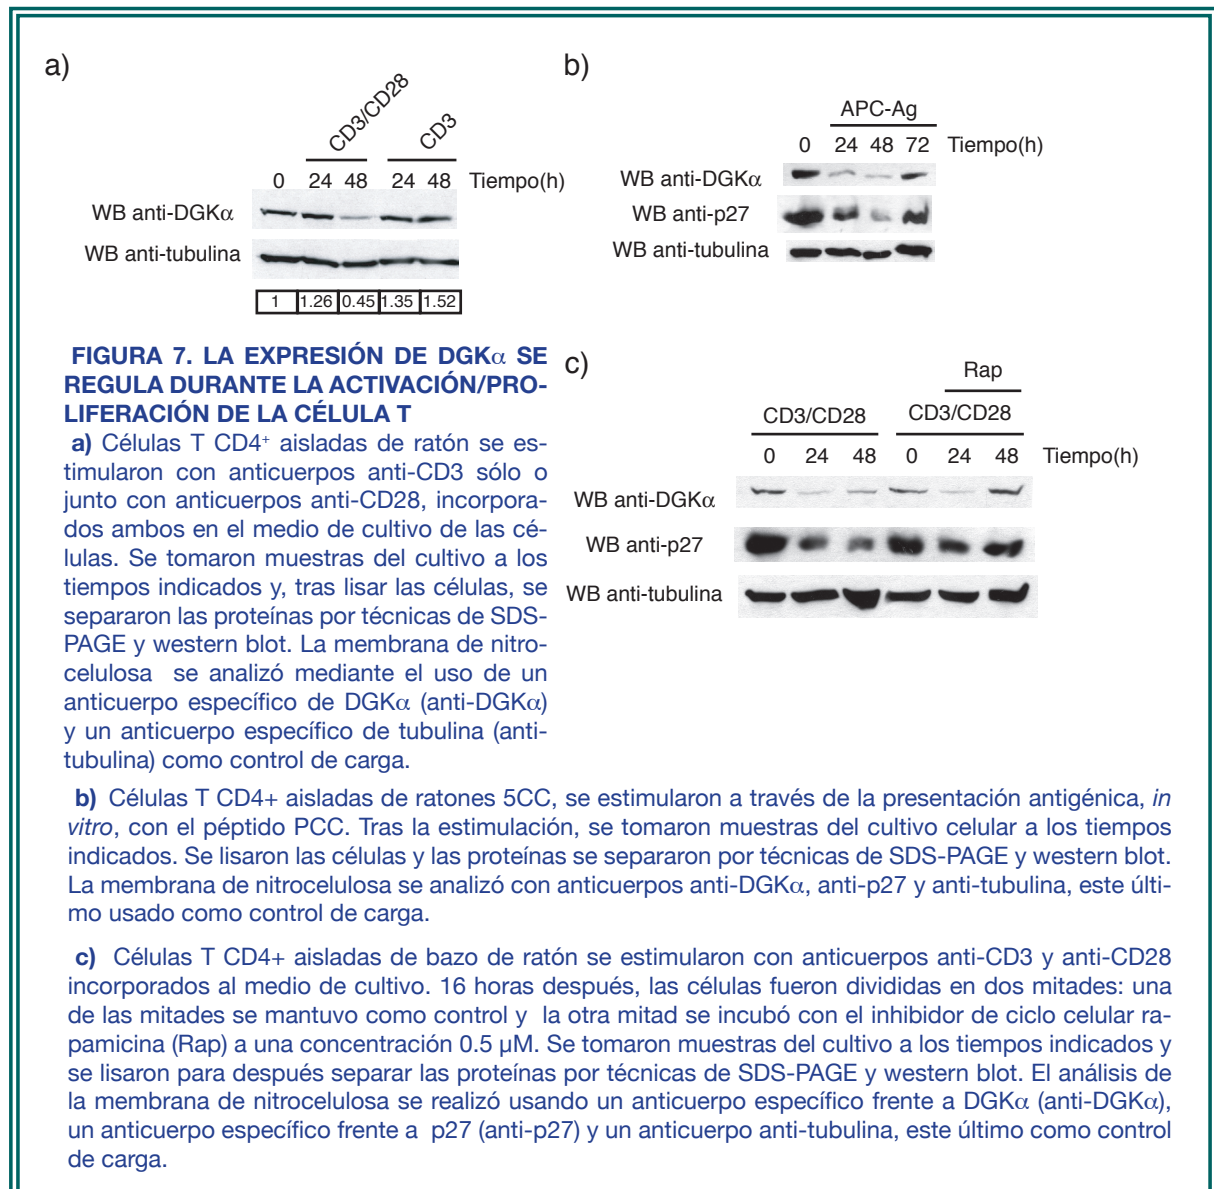 a)
CD3/CD28
CD3
0 24 48 24 48 Tiempo(h)
WB anti-DGKα
WB anti-tubulina
1 1.26 0.45 1.35 1.52
b)
APC-Ag
0 24 48 72 Tiempo(h)
WB anti-DGKα
WB anti-p27
WB anti-tubulina
FIGURA 7. LA EXPRESIÓN DE DGKα SE
REGULA DURANTE LA ACTIVACIÓN/PRO-
LIFERACIÓN DE LA CÉLULA T
a) Células T CD4+ aisladas de ratón se es-
timularon con anticuerpos anti-CD3 sólo o
junto con anticuerpos anti-CD28, incorpora-
dos ambos en el medio de cultivo de las cé-
lulas. Se tomaron muestras del cultivo a los
tiempos indicados y, tras lisar las células, se
separaron las proteínas por técnicas de SDS-
PAGE y western blot. La membrana de nitro-
celulosa se analizó mediante el uso de un
anticuerpo específico de DGKα (anti-DGKα)
y un anticuerpo específico de tubulina (anti-
tubulina) como control de carga.
c)
Rap
CD3/CD28 CD3/CD28
0 24 48 0 24 48 Tiempo(h)
WB anti-DGKα
WB anti-p27
WB anti-tubulina
b) Células T CD4+ aisladas de ratones 5CC, se estimularon a través de la presentación antigénica, in
vitro, con el péptido PCC. Tras la estimulación, se tomaron muestras del cultivo celular a los tiempos
indicados. Se lisaron las células y las proteínas se separaron por técnicas de SDS-PAGE y western blot.
La membrana de nitrocelulosa se analizó con anticuerpos anti-DGKα, anti-p27 y anti-tubulina, este últi-
mo usado como control de carga.
c) Células T CD4+ aisladas de bazo de ratón se estimularon con anticuerpos anti-CD3 y anti-CD28
incorporados al medio de cultivo. 16 horas después, las células fueron divididas en dos mitades: una
de las mitades se mantuvo como control y la otra mitad se incubó con el inhibidor de ciclo celular ra-
pamicina (Rap) a una concentración 0.5 µM. Se tomaron muestras del cultivo a los tiempos indicados y
se lisaron para después separar las proteínas por técnicas de SDS-PAGE y western blot. El análisis de
la membrana de nitrocelulosa se realizó usando un anticuerpo específico frente a DGKα (anti-DGKα),
un anticuerpo específico frente a p27 (anti-p27) y un anticuerpo anti-tubulina, este último como control
de carga.